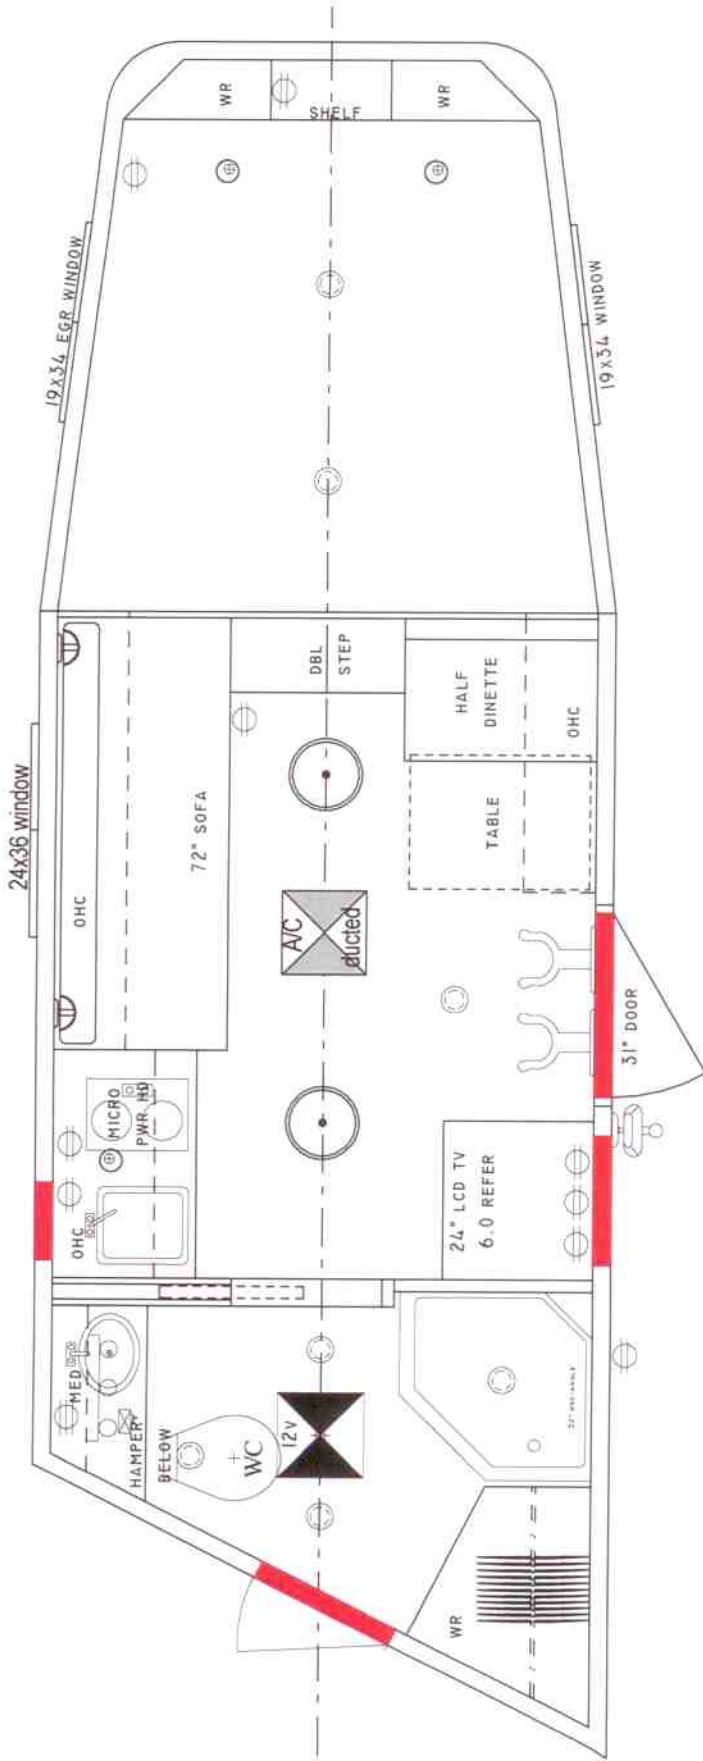 WR
SHELF
WR
19X34 EGR WINDOW
19X34 WINDOW
24x36 window
OHC
72" SOFA
DBL
STEP
HALF
DINETTE
OHC
TABLE
A/C
ducted
31" DOOR
MICRO
PWR HD
OHC
24" LCD TV
6.0 REFER
MED
HAMPER
BELOW
WC
12V
WR